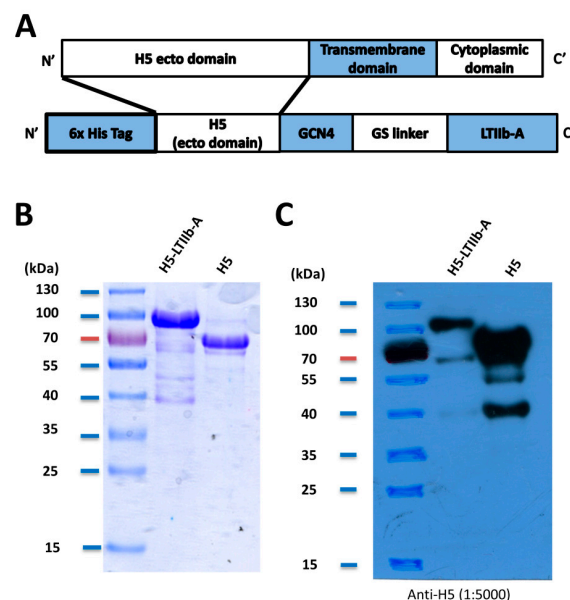 A
N' H5 ecto domain Transmembrane domain Cytoplasmic domain C'
N' 6x His Tag H5 (ecto domain) GCN4 GS linker LTIIb-A C
B
H5-LTIIb-A H5
(kDa)
130
100
70
55
40
35
25
15
C
H5-LTIIb-A H5
(kDa)
130
100
70
55
40
35
25
15
Anti-H5 (1:5000)